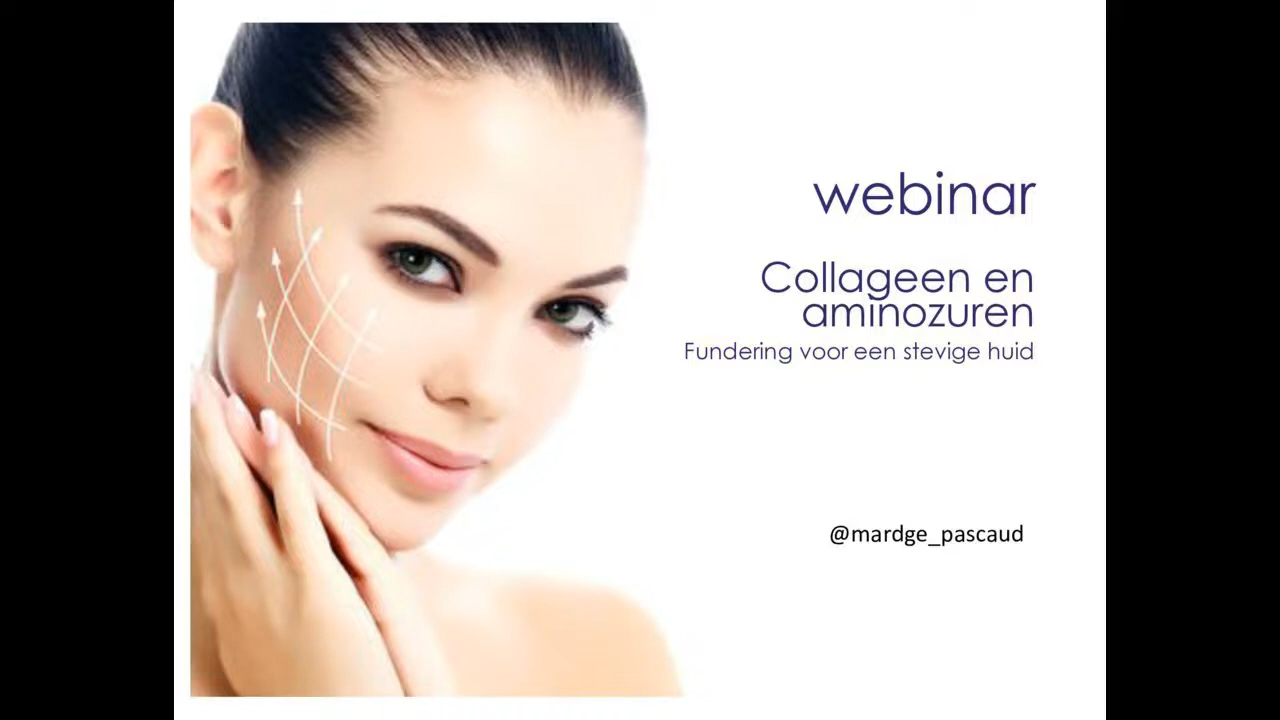 webinar
Collageen en
aminozuren
Fundering voor een stevige huid
@mardge_pascaud